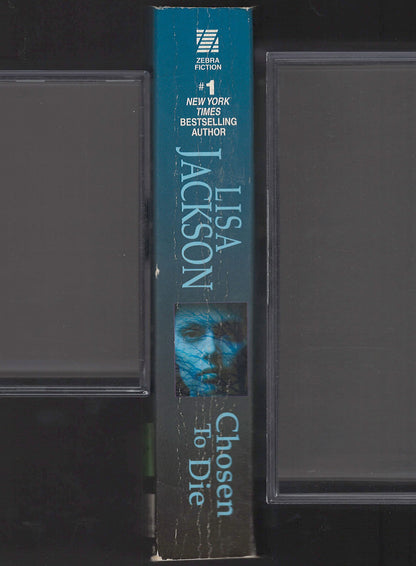 ZEBRA
FICTION
#1
NEW YORK
TIMES
BESTSELLING
AUTHOR
LISA
JACKSON
Chosen
To Die